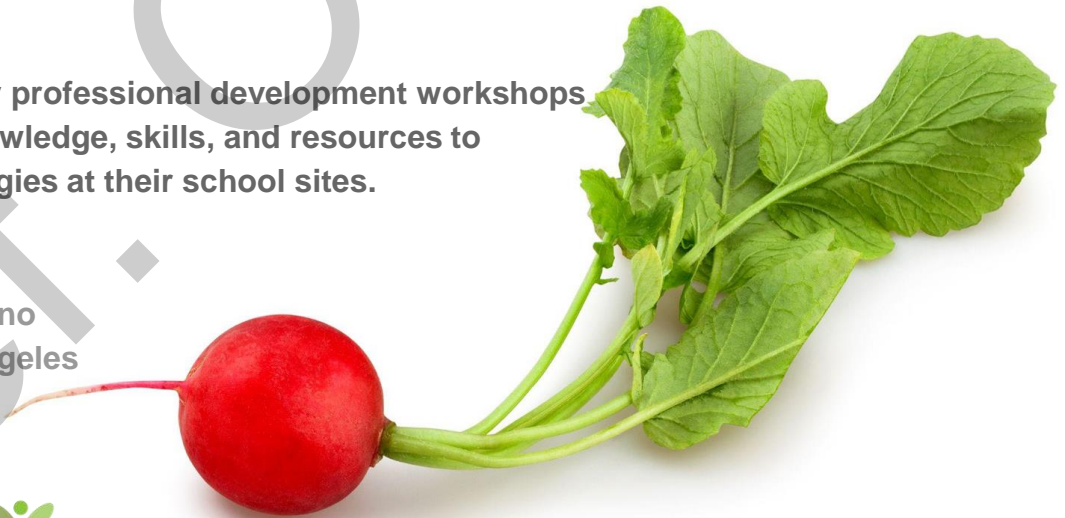 professional development workshops
wledge, skills, and resources to
gies at their school sites.
no
geles